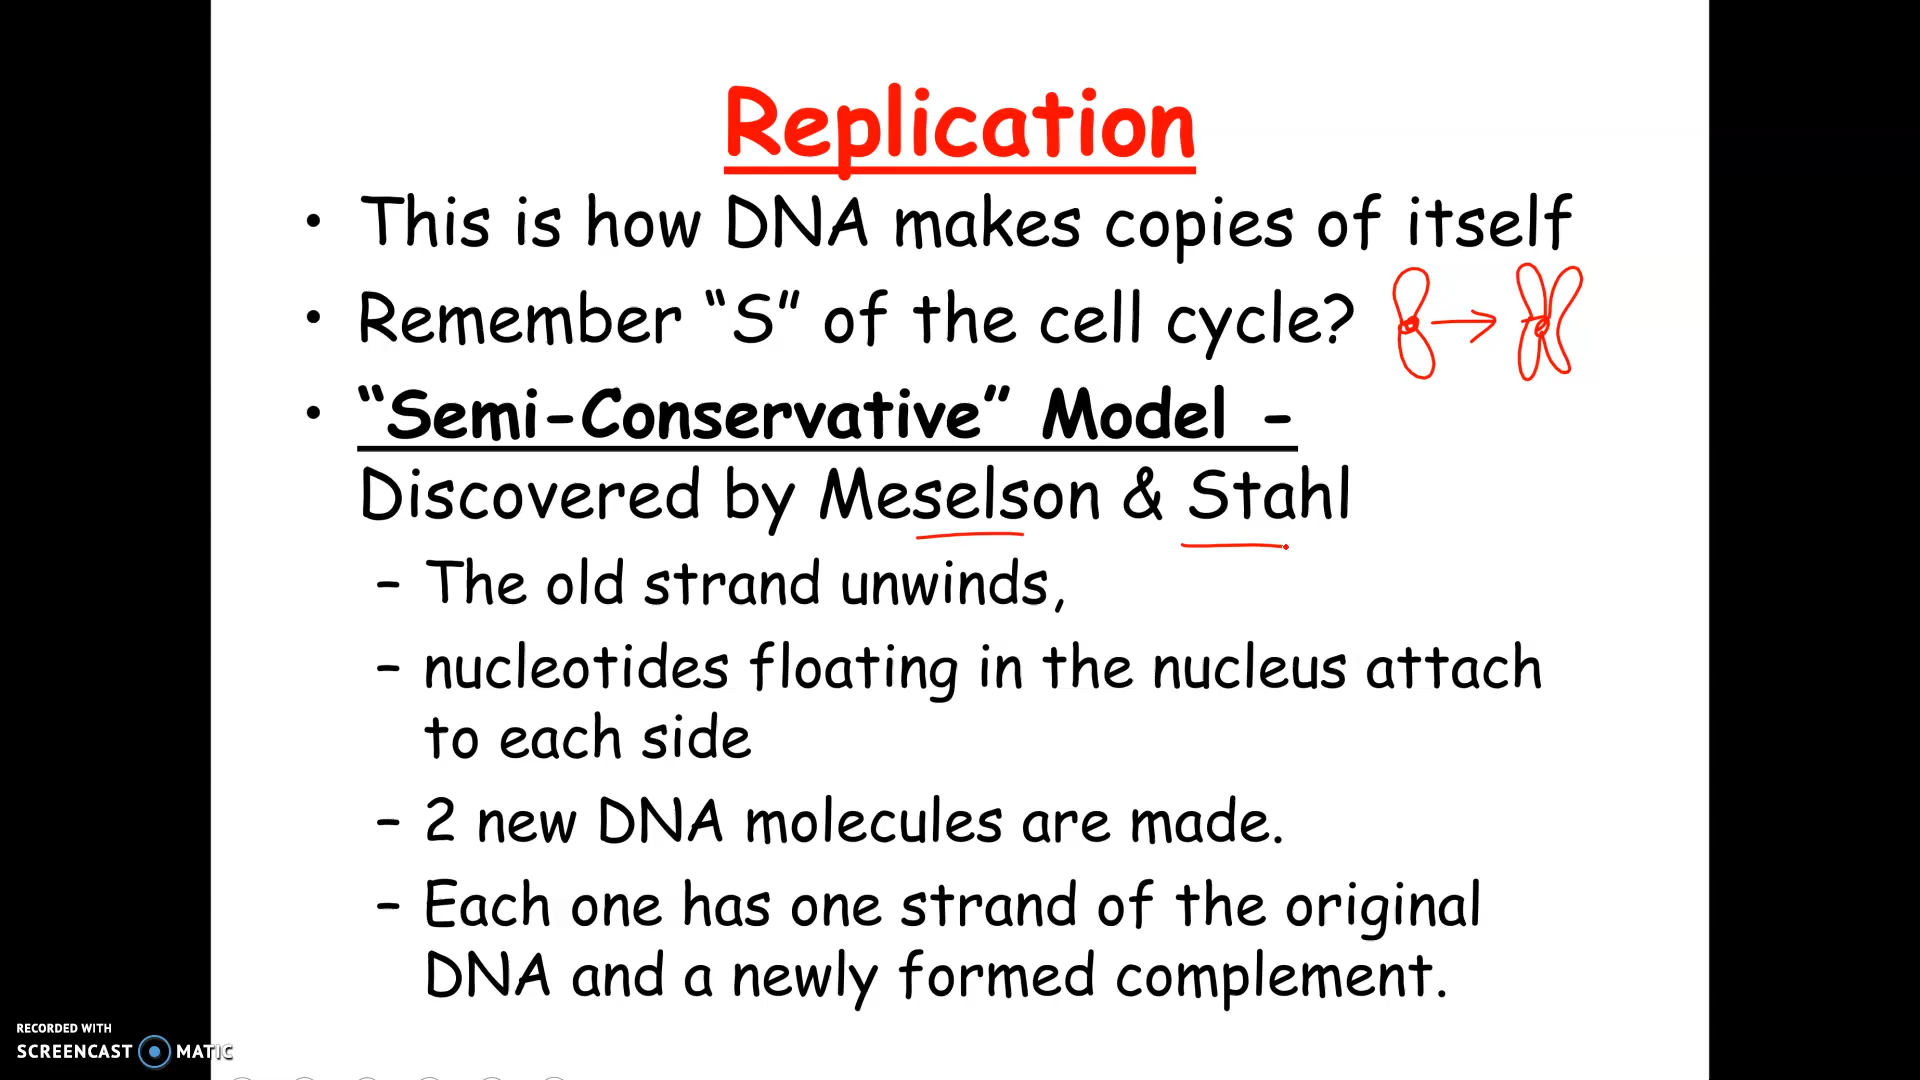 Replication
• This is how DNA makes copies of itself
• Remember “S” of the cell cycle?
• “Semi-Conservative” Model -
Discovered by Meselson & Stahl
– The old strand unwinds,
– nucleotides floating in the nucleus attach
to each side
– 2 new DNA molecules are made.
– Each one has one strand of the original
DNA and a newly formed complement.
RECORDED WITH
SCREENCAST MATIC